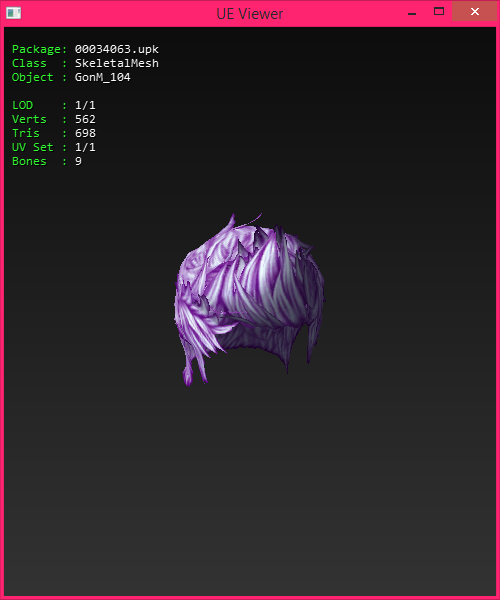 UE Viewer
Package: 00034063.upk
Class  : SkeletalMesh
Object : GonM_104
LOD    : 1/1
Verts  : 562
Tris   : 698
UV Set : 1/1
Bones  : 9